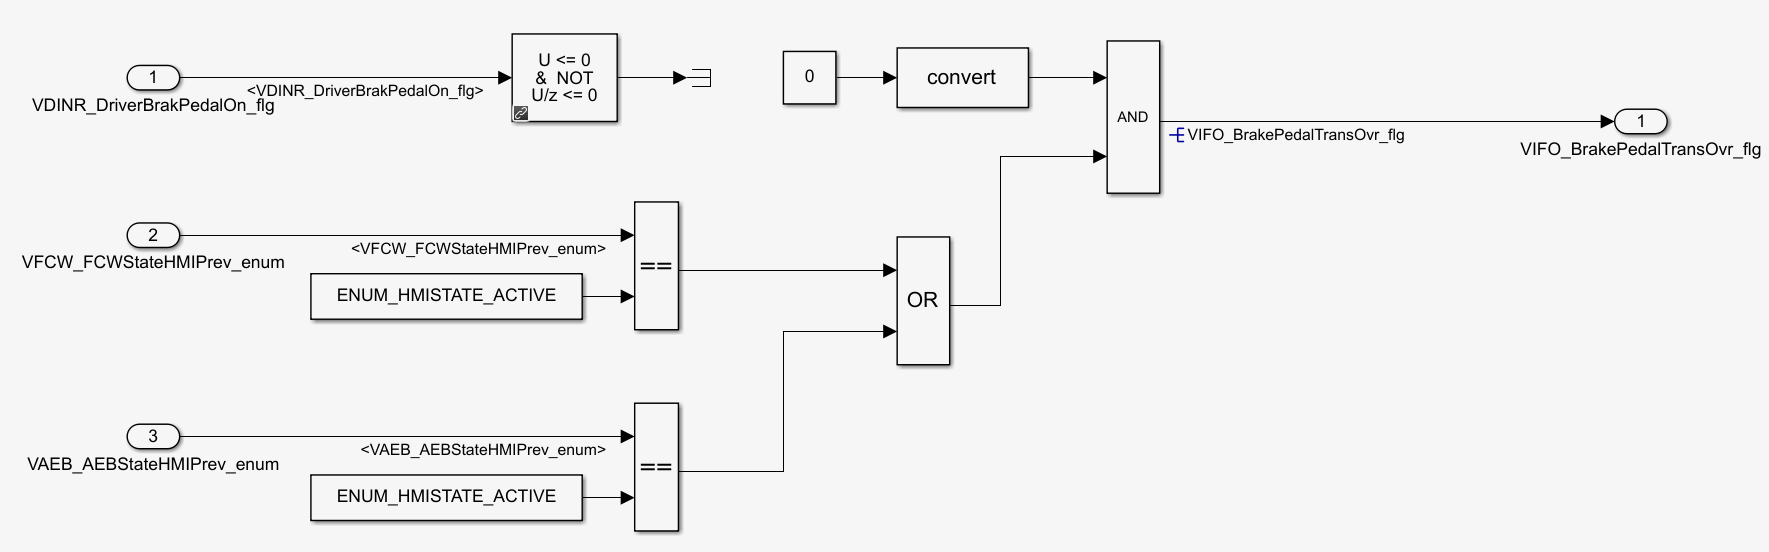 1
VDINR_DriverBrakPedalOn_flg
<VDINR_DriverBrakPedalOn_flg>
U <= 0
& NOT
U/z <= 0
0
convert
AND
VIFO_BrakePedalTransOvr_flg
1
VIFO_BrakePedalTransOvr_flg
2
VFCW_FCWStateHMIPrev_enum
<VFCW_FCWStateHMIPrev_enum>
ENUM_HMISTATE_ACTIVE
==
OR
3
VAEB_AEBStateHMIPrev_enum
<VAEB_AEBStateHMIPrev_enum>
ENUM_HMISTATE_ACTIVE
==